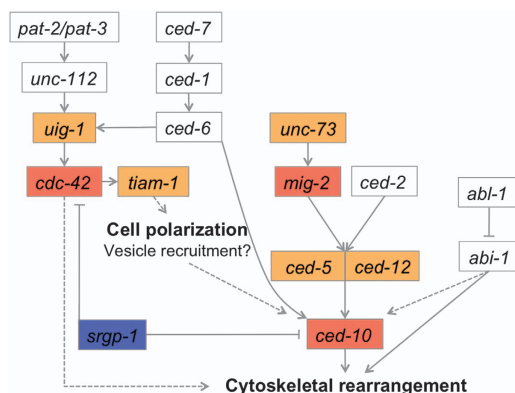 pat-2/pat-3
ced-7
unc-112
ced-1
uig-1
ced-6
unc-73
cdc-42
tiam-1
mig-2
ced-2
abl-1
Cell polarization
Vesicle recruitment?
ced-5
ced-12
abi-1
srgp-1
ced-10
Cytoskeletal rearrangement